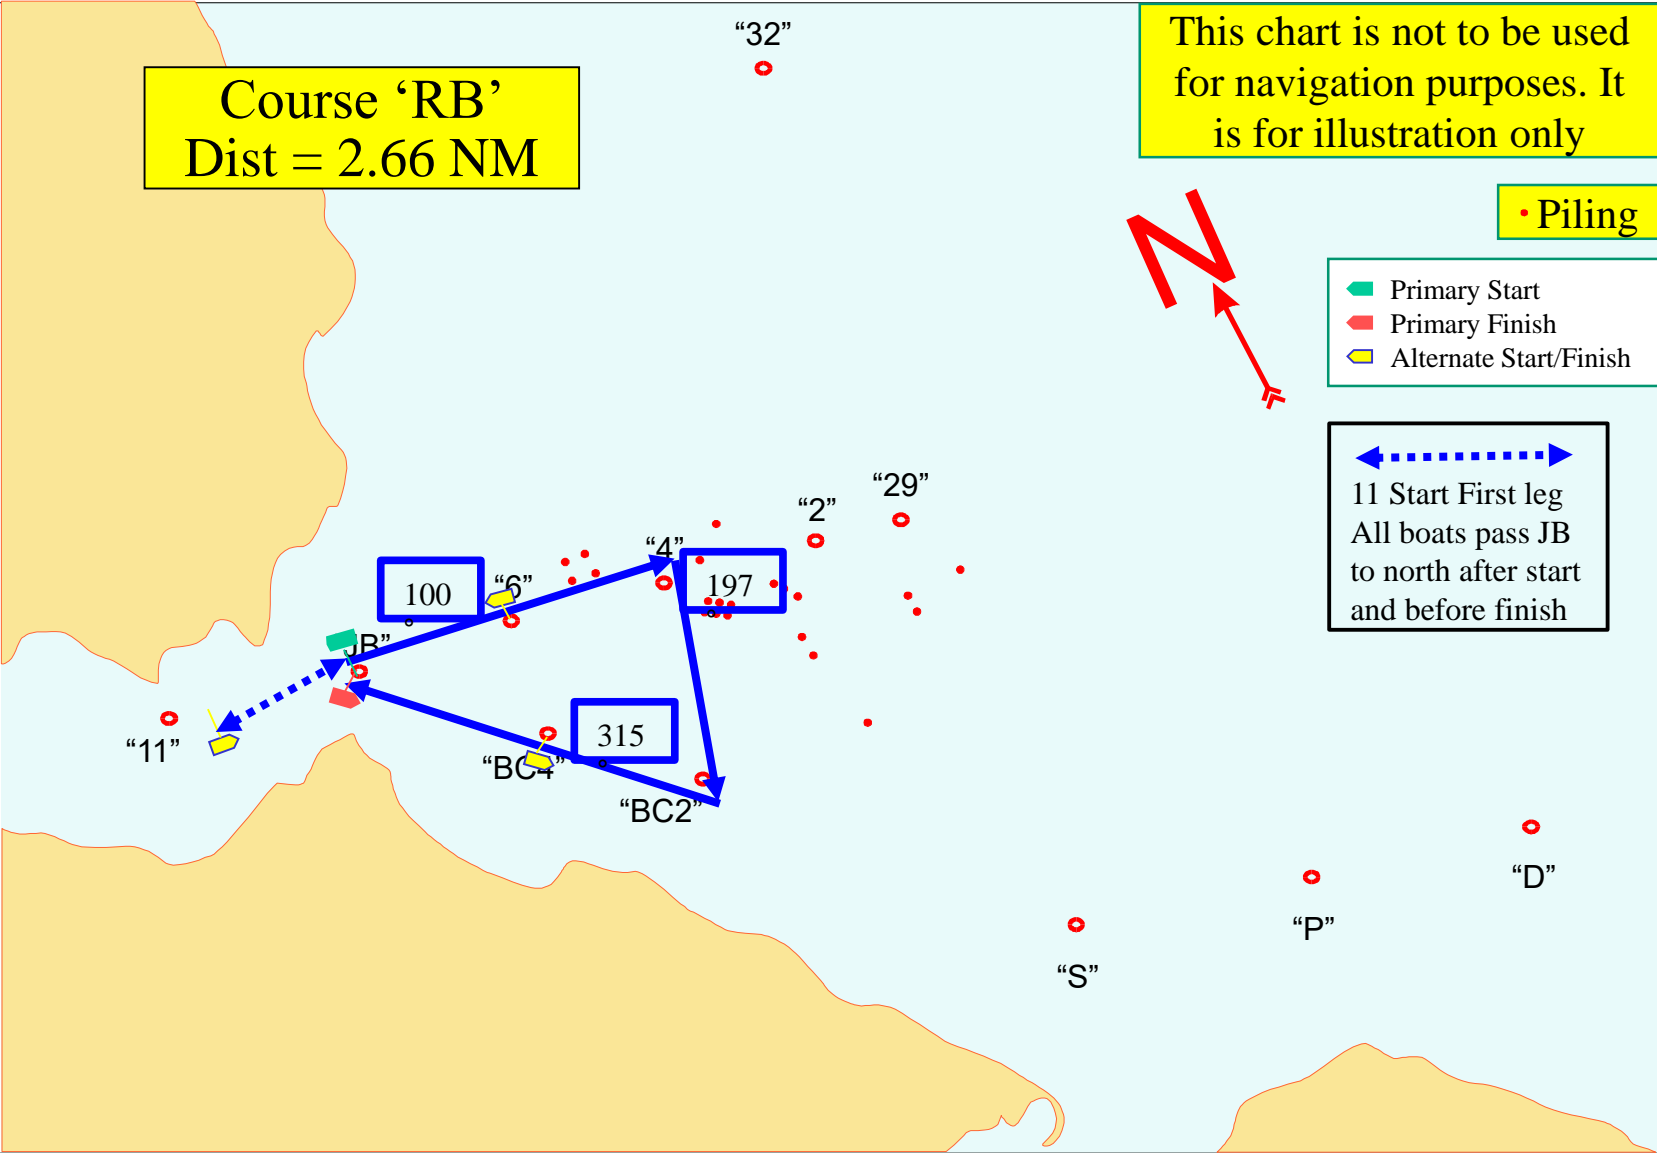 “32”
This chart is not to be used
for navigation purposes. It
is for illustration only
Course ‘RB’
Dist = 2.66 NM
N
Piling
Primary Start
Primary Finish
Alternate Start/Finish
11 Start First leg
All boats pass JB
to north after start
and before finish
“29”
“2”
“4”
“6”
100
197
JB”
“11”
315
“BC4”
“BC2”
“D”
“P”
“S”